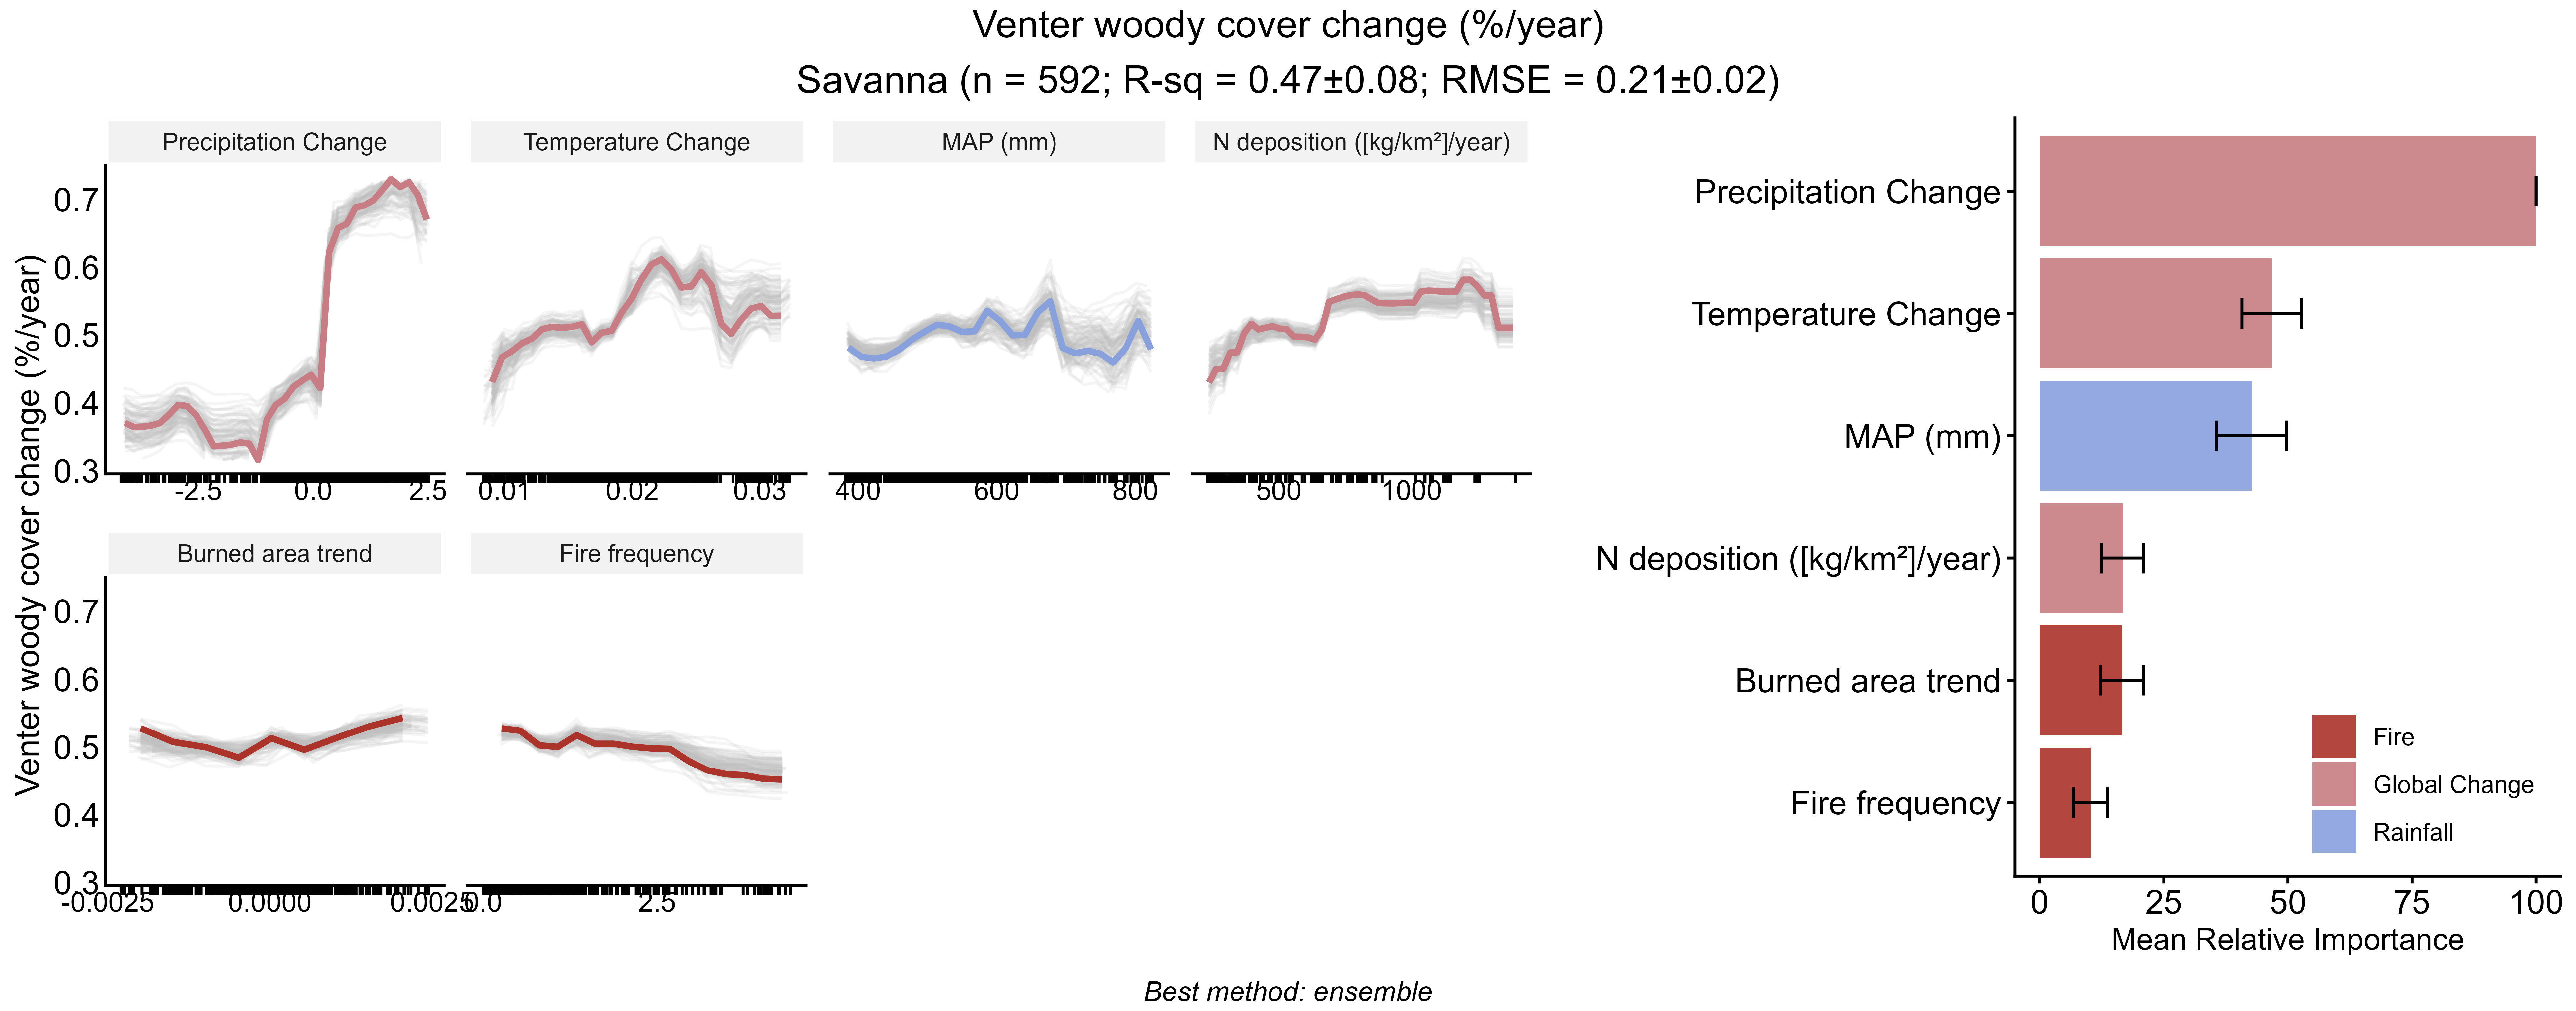 Venter woody cover change (%/year)
Savanna (n = 592; R-sq = 0.47±0.08; RMSE = 0.21±0.02)
Venter woody cover change (%/year)
Precipitation Change
Temperature Change
MAP (mm)
N deposition ([kg/km²]/year)
0.7
0.6
0.5
0.4
0.3
-2.5 0.0 2.5
0.01 0.02 0.03
400 600 800
500 1000
Burned area trend
Fire frequency
0.7
0.6
0.5
0.4
0.3
-0.0025 0.0000 0.0025
0.0 2.5
Precipitation Change
Temperature Change
MAP (mm)
N deposition ([kg/km²]/year)
Burned area trend
Fire frequency
Fire
Global Change
Rainfall
0 25 50 75 100
Mean Relative Importance
Best method: ensemble